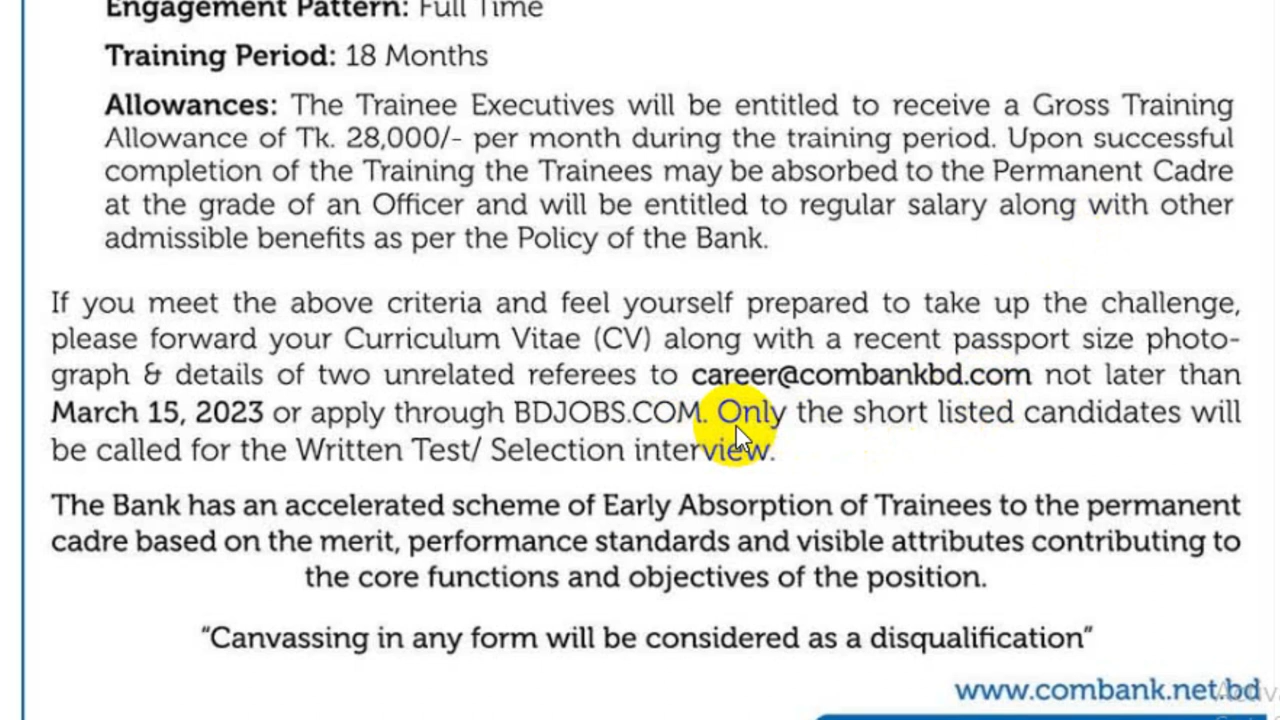 Engagement Pattern: Full Time
Training Period: 18 Months
Allowances: The Trainee Executives will be entitled to receive a Gross Training
Allowance of Tk. 28,000/- per month during the training period. Upon successful
completion of the Training the Trainees may be absorbed to the Permanent Cadre
at the grade of an Officer and will be entitled to regular salary along with other
admissible benefits as per the Policy of the Bank.
If you meet the above criteria and feel yourself prepared to take up the challenge,
please forward your Curriculum Vitae (CV) along with a recent passport size photo-
graph & details of two unrelated referees to career@combankbd.com not later than
March 15, 2023 or apply through BDJOBS.COM. Only the short listed candidates will
be called for the Written Test/ Selection interview.
The Bank has an accelerated scheme of Early Absorption of Trainees to the permanent
cadre based on the merit, performance standards and visible attributes contributing to
the core functions and objectives of the position.
"Canvassing in any form will be considered as a disqualification"
www.combank.net.bd